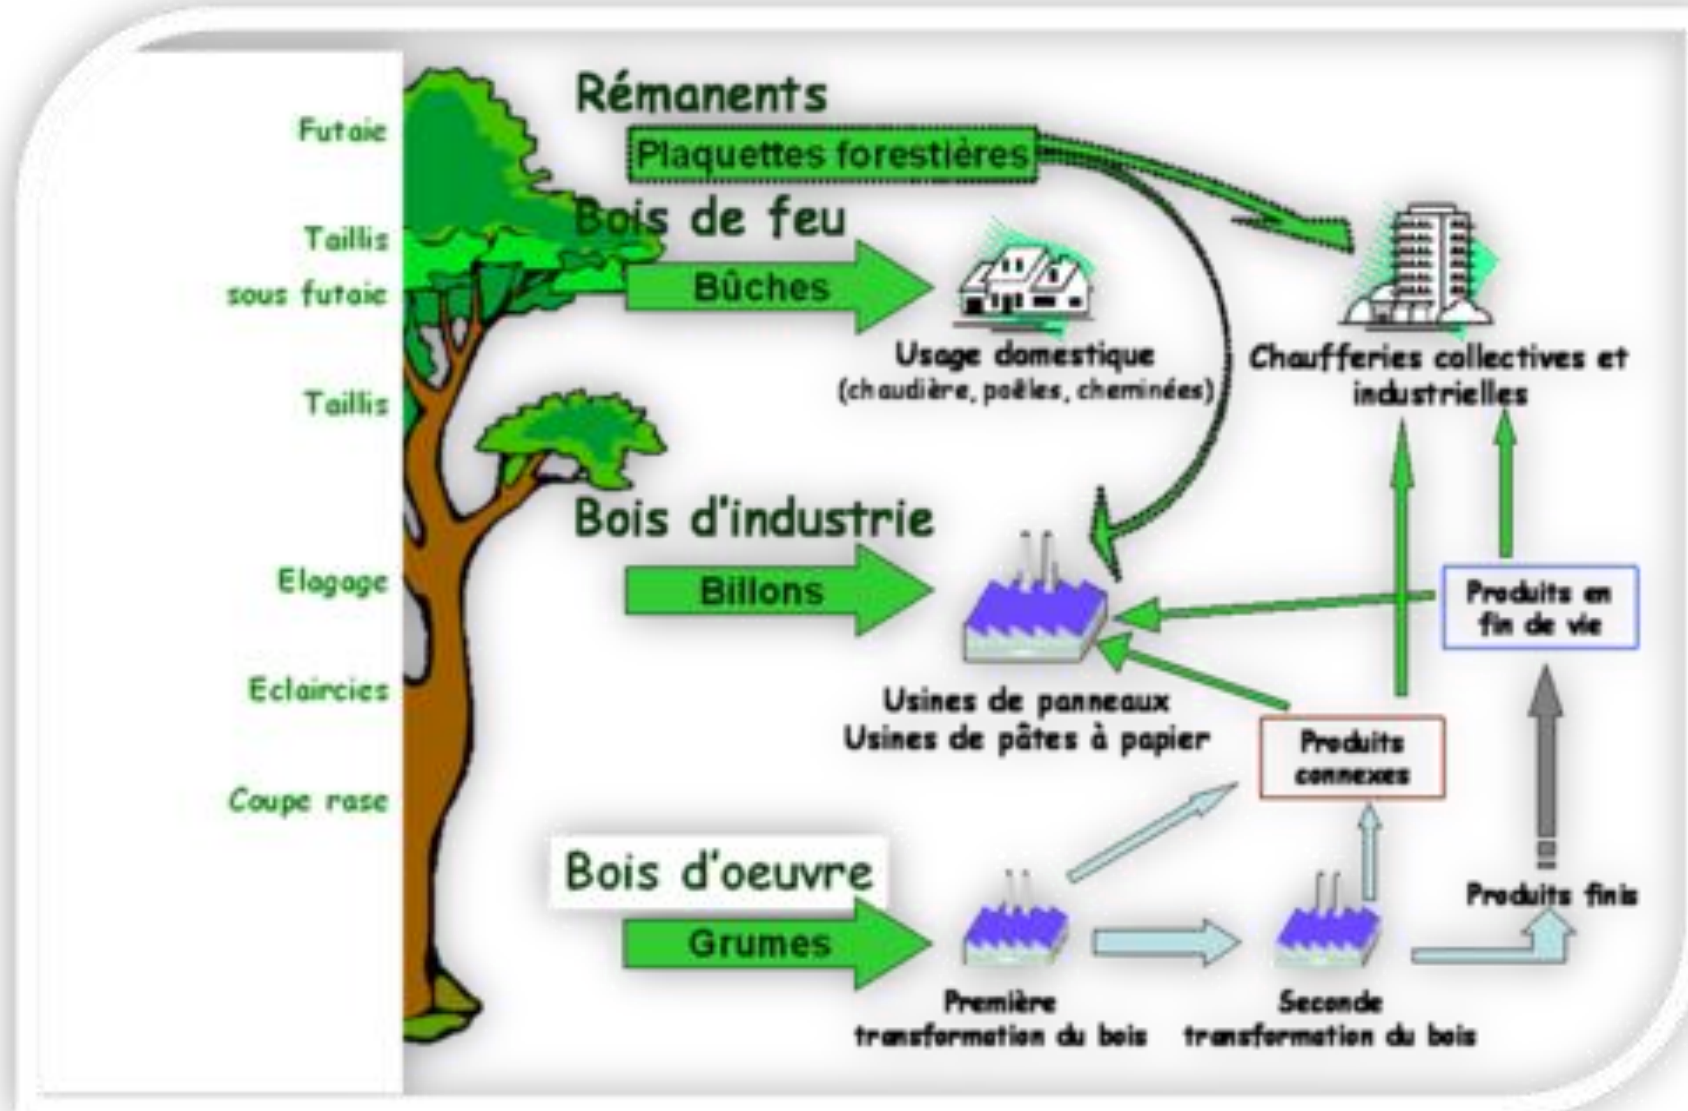 Futaie
Taillis
sous futaie
Taillis
Elagage
Eclaircies
Coupe rase
Rémanents
Plaquettes forestières
Bois de feu
Bûches
Usage domestique
(chaudière, poëles, cheminées)
Chaufferies collectives et
industrielles
Bois d'industrie
Billons
Usines de panneaux
Usines de pâtes à papier
Produits en
fin de vie
Produits
connexes
Bois d'oeuvre
Grumes
Première
transformation du bois
Seconde
transformation du bois
Produits finis